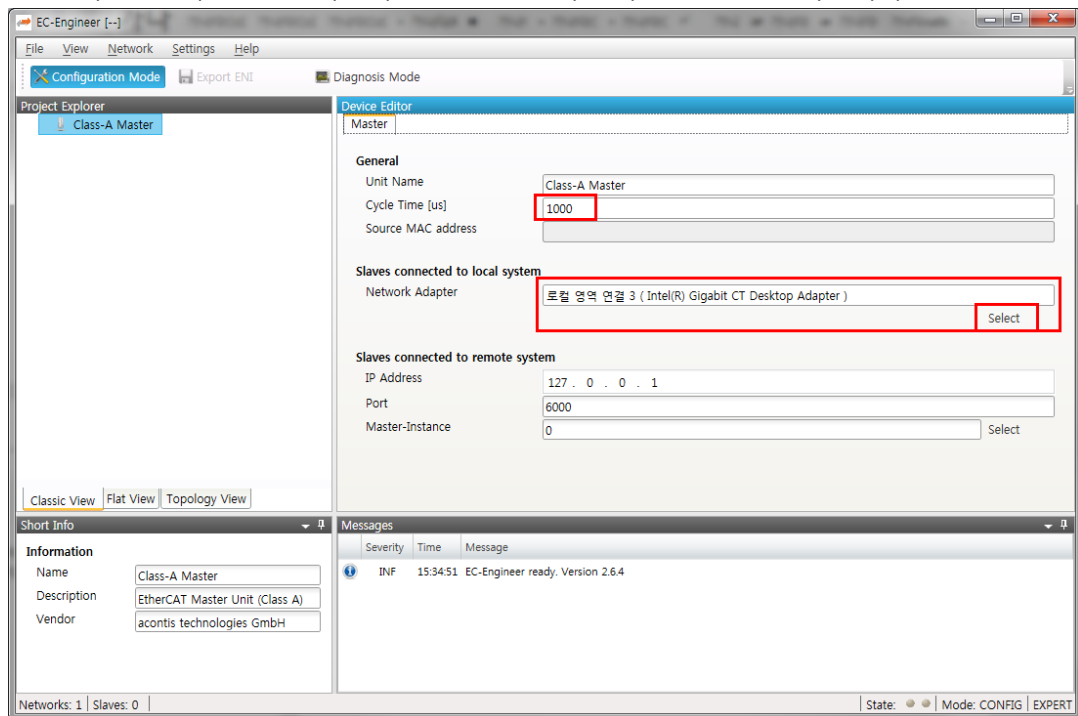 EC-Engineer [--]
File View Network Settings Help
Configuration Mode Export ENI Diagnosis Mode
Project Explorer
Class-A Master
Device Editor
Master
General
Unit Name Class-A Master
Cycle Time [us] 1000
Source MAC address
Slaves connected to local system
Network Adapter 로컬 영역 연결 3 ( Intel(R) Gigabit CT Desktop Adapter )
Select
Slaves connected to remote system
IP Address 127 . 0 . 0 . 1
Port 6000
Master-Instance 0 Select
Classic View Flat View Topology View
Short Info
Information
Name Class-A Master
Description EtherCAT Master Unit (Class A)
Vendor acontis technologies GmbH
Messages
Severity Time Message
INF 15:34:51 EC-Engineer ready. Version 2.6.4
Networks: 1 Slaves: 0 State: Mode: CONFIG EXPERT